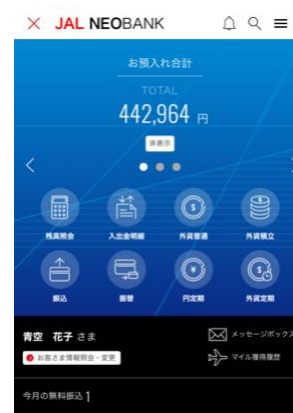 JAL NEOBANK
お預入れ合計
TOTAL
442,964 円
非表示
残高照会 入出金明細 外貨普通 外貨積立
振込 振替 円定期 外貨定期
青空 花子 さま メッセージボックス
お客さま情報照会・変更 マイル獲得履歴
今月の無料振込 1